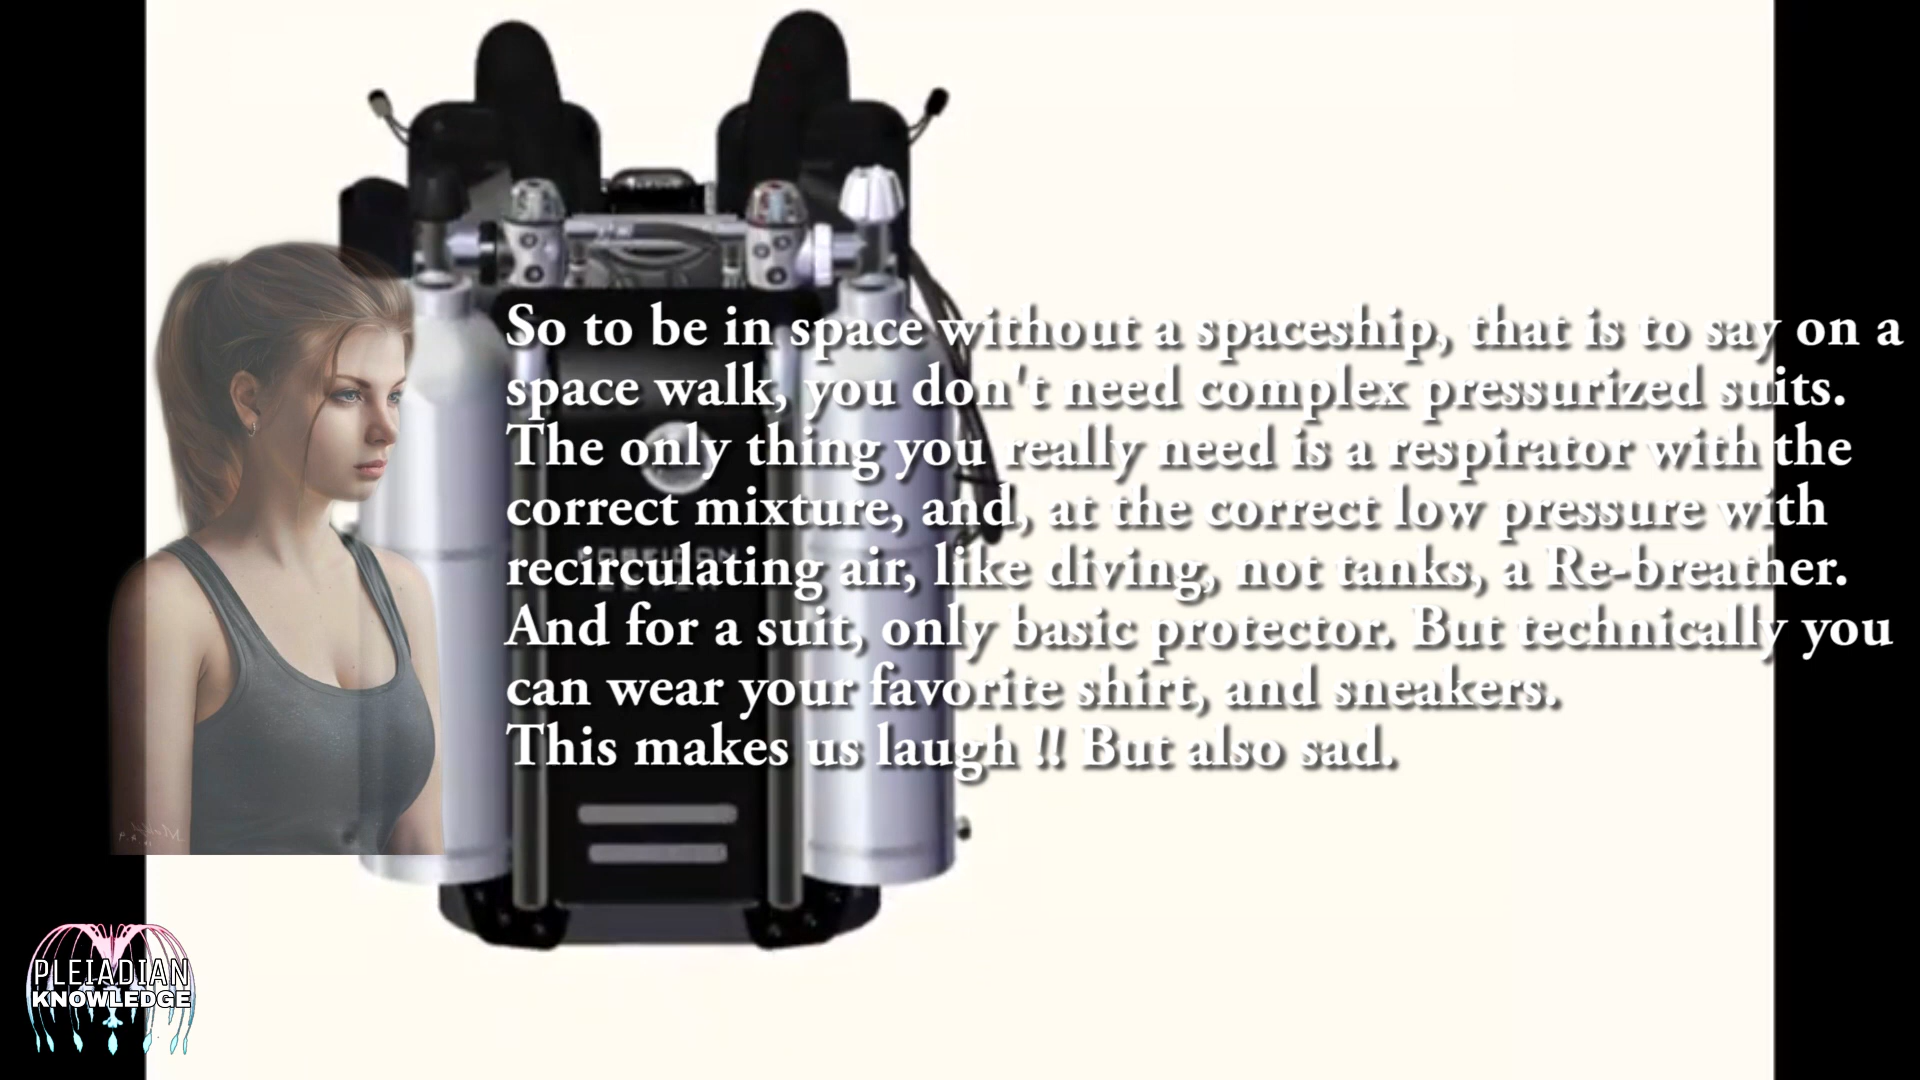 So to be in space without a spaceship, that is to say on a
space walk, you don't need complex pressurized suits.
The only thing you really need is a respirator with the
correct mixture, and, at the correct low pressure with
recirculating air, like diving, not tanks, a Re-breather.
And for a suit, only basic protector. But technically you
can wear your favorite shirt, and sneakers.
This makes us laugh !! But also sad.
POSEIDON
PLEIADIAN
KNOWLEDGE